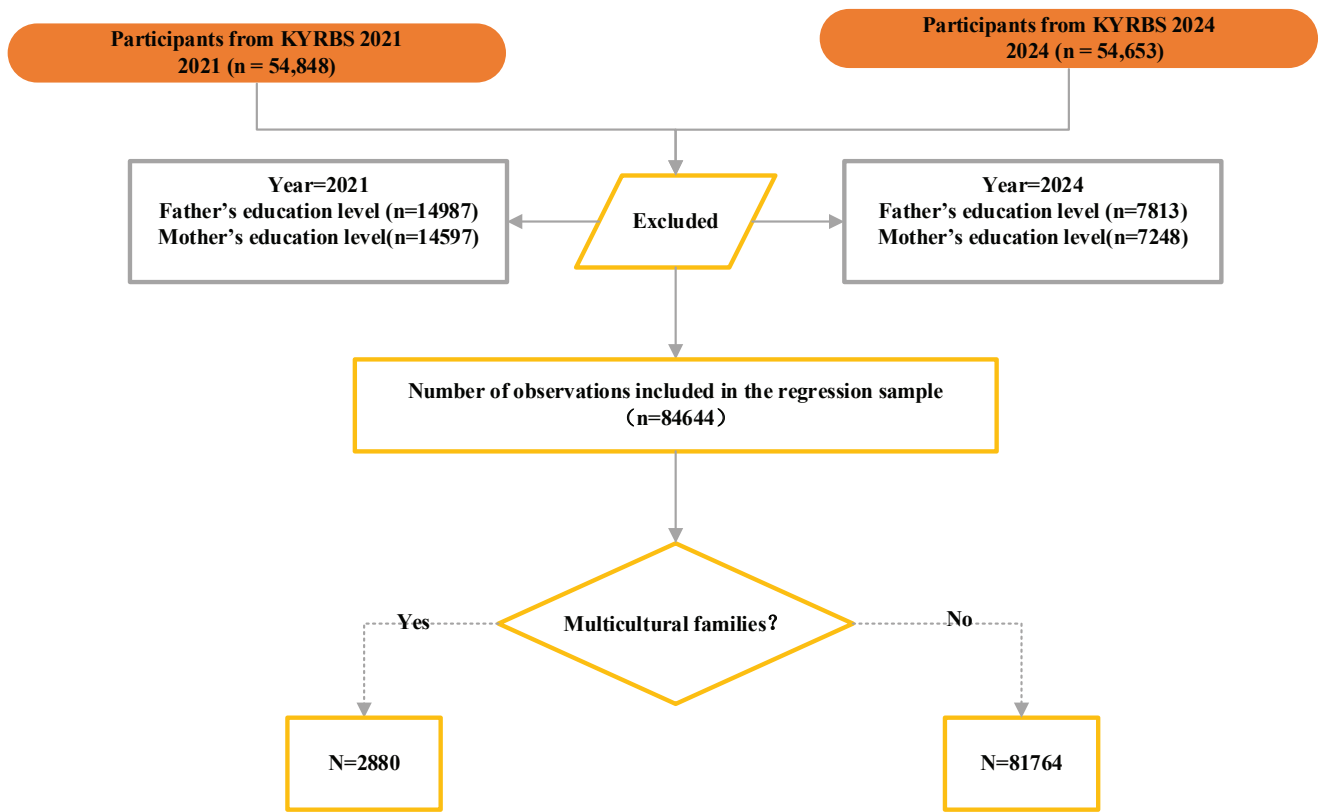 Participants from KYRBS 2021
2021 (n = 54,848)
Participants from KYRBS 2024
2024 (n = 54,653)
Year=2021
Father’s education level (n=14987)
Mother’s education level(n=14597)
Excluded
Year=2024
Father’s education level (n=7813)
Mother’s education level(n=7248)
Number of observations included in the regression sample
（n=84644）
Multicultural families？
Yes
No
N=2880
N=81764